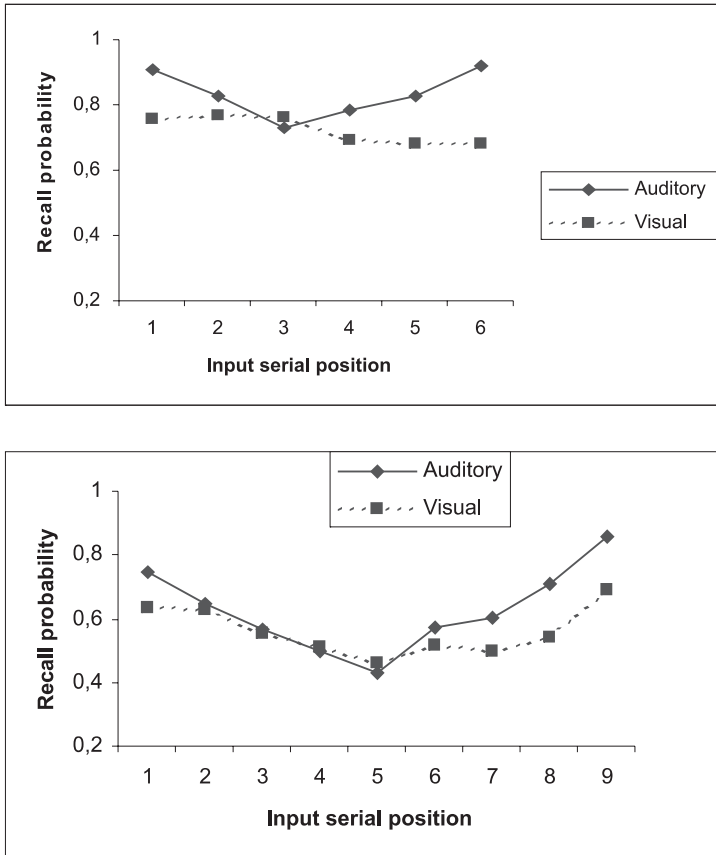 1
0,8
0,6
0,4
0,2
Recall probability
1 2 3 4 5 6
Input serial position
Auditory
Visual
Auditory
Visual
1
0,8
0,6
0,4
0,2
Recall probability
1 2 3 4 5 6 7 8 9
Input serial position